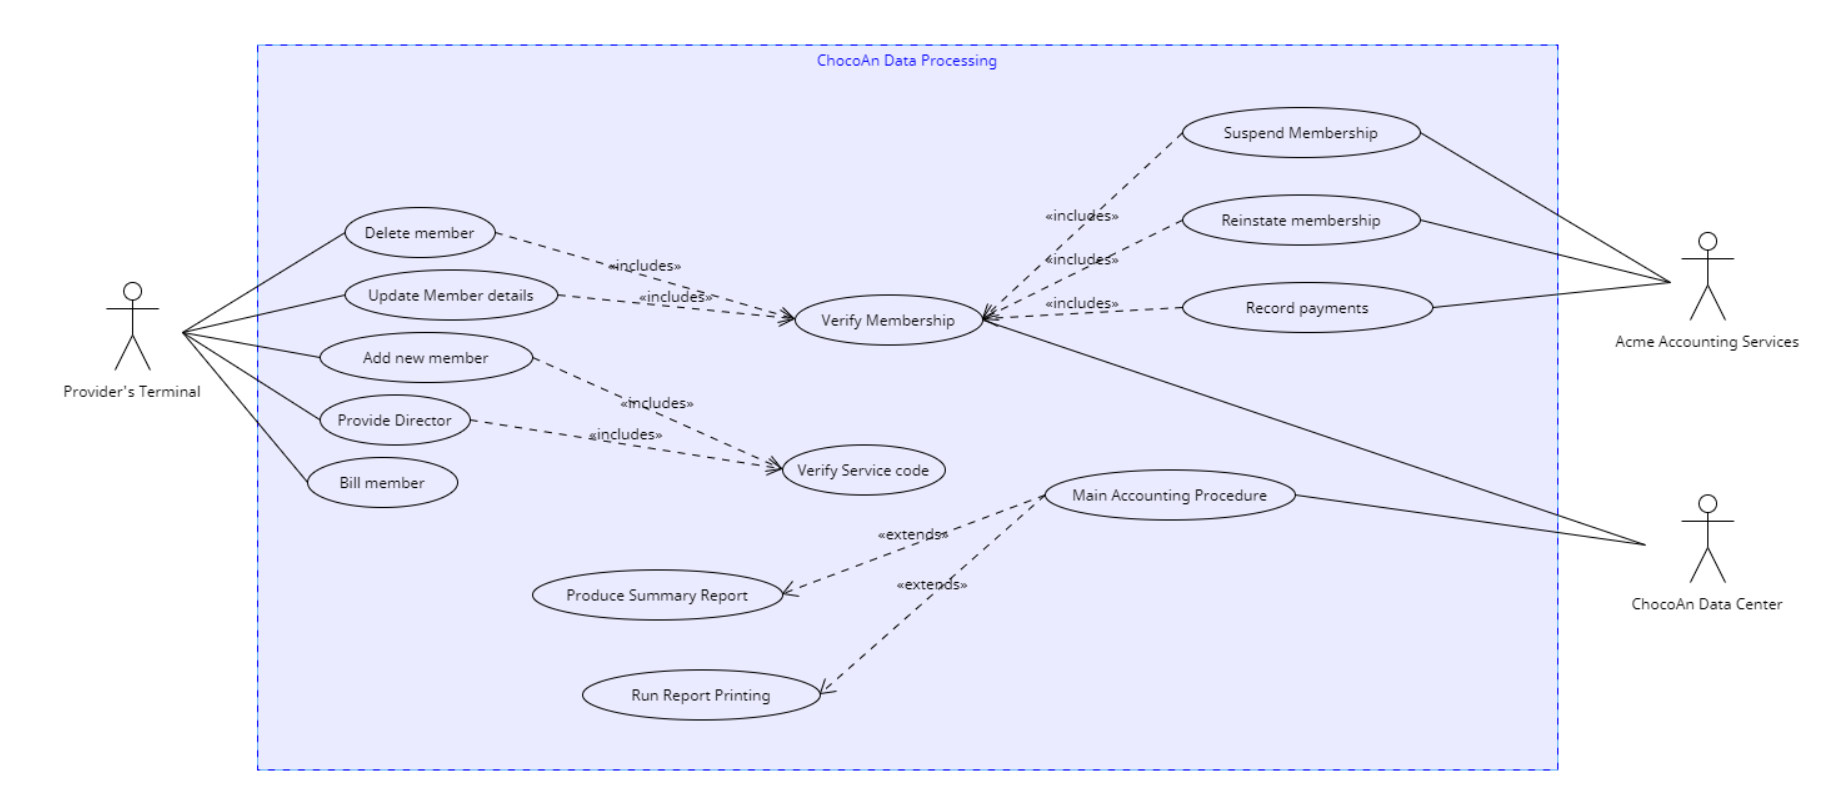 ChocoAn Data Processing
Suspend Membership
«includes»
Reinstate membership
Delete member
«includes»
«includes»
Update Member details
«includes»
«includes»
Record payments
Verify Membership
Acme Accounting Services
Add new member
Provider's Terminal
«includes»
Provide Director
«includes»
Verify Service code
Bill member
Main Accounting Procedure
«extends»
«extends»
Produce Summary Report
ChocoAn Data Center
Run Report Printing